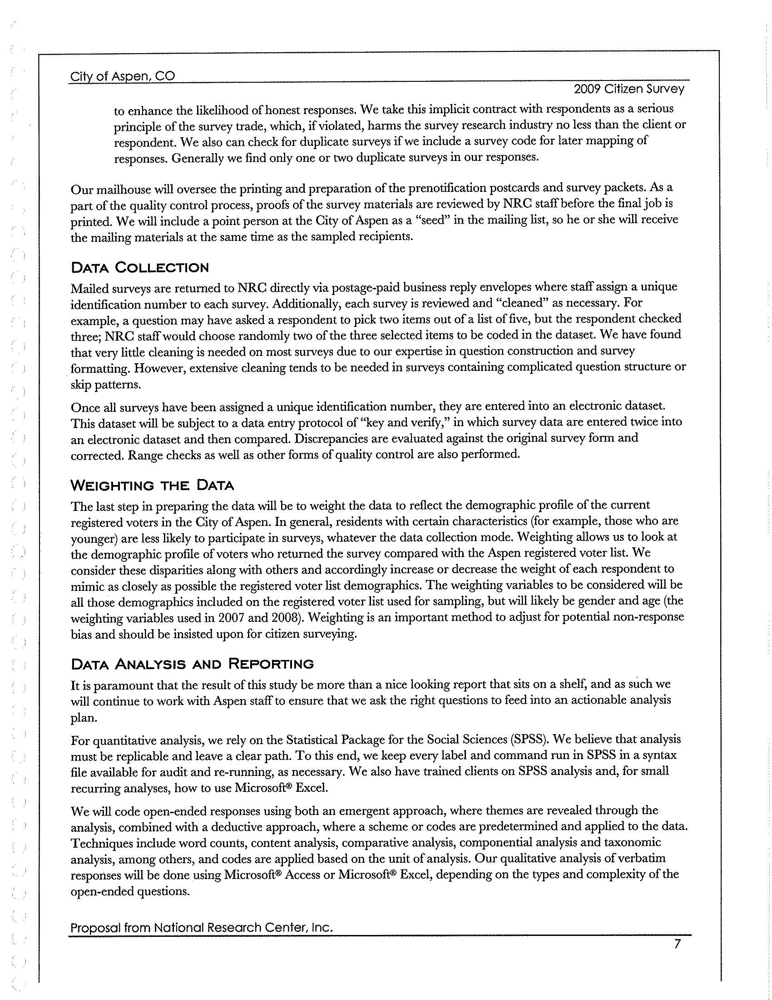 City of Aspen, CO
2009 Citizen Survey
to enhance the likelihood of honest responses. We take this implicit contract with respondents as a serious
principle of the survey trade, which, if violated, harms the survey research industry no less than the client or
respondent. We also can check for duplicate surveys if we include a survey code for later mapping of
responses. Generally we find only one or two duplicate surveys in our responses.
Our mailhouse will oversee the printing and preparation of the prenotification postcards and survey packets. As a
part of the quality control process, proofs of the survey materials are reviewed by NRC staff before the final job is
printed. We will include a point person at the City of Aspen as a “seed” in the mailing list, so he or she will receive
the mailing materials at the same time as the sampled recipients.
DATA COLLECTION
Mailed surveys are returned to NRC directly via postage-paid business reply envelopes where staff assign a unique
identification number to each survey. Additionally, each survey is reviewed and “cleaned” as necessary. For
example, a question may have asked a respondent to pick two items out of a list of five, but the respondent checked
three; NRC staff would choose randomly two of the three selected items to be coded in the dataset. We have found
that very little cleaning is needed on most surveys due to our expertise in question construction and survey
formatting. However, extensive cleaning tends to be needed in surveys containing complicated question structure or
skip patterns.
Once all surveys have been assigned a unique identification number, they are entered into an electronic dataset.
This dataset will be subject to a data entry protocol of “key and verify,” in which survey data are entered twice into
an electronic dataset and then compared. Discrepancies are evaluated against the original survey form and
corrected. Range checks as well as other forms of quality control are also performed.
WEIGHTING THE DATA
The last step in preparing the data will be to weight the data to reflect the demographic profile of the current
registered voters in the City of Aspen. In general, residents with certain characteristics (for example, those who are
younger) are less likely to participate in surveys, whatever the data collection mode. Weighting allows us to look at
the demographic profile of voters who returned the survey compared with the Aspen registered voter list. We
consider these disparities along with others and accordingly increase or decrease the weight of each respondent to
mimic as closely as possible the registered voter list demographics. The weighting variables to be considered will be
all those demographics included on the registered voter list used for sampling, but will likely be gender and age (the
weighting variables used in 2007 and 2008). Weighting is an important method to adjust for potential non-response
bias and should be insisted upon for citizen surveying.
DATA ANALYSIS AND REPORTING
It is paramount that the result of this study be more than a nice looking report that sits on a shelf, and as such we
will continue to work with Aspen staff to ensure that we ask the right questions to feed into an actionable analysis
plan.
For quantitative analysis, we rely on the Statistical Package for the Social Sciences (SPSS). We believe that analysis
must be replicable and leave a clear path. To this end, we keep every label and command run in SPSS in a syntax
file available for audit and re-running, as necessary. We also have trained clients on SPSS analysis and, for small
recurring analyses, how to use Microsoft® Excel.
We will code open-ended responses using both an emergent approach, where themes are revealed through the
analysis, combined with a deductive approach, where a scheme or codes are predetermined and applied to the data.
Techniques include word counts, content analysis, comparative analysis, componential analysis and taxonomic
analysis, among others, and codes are applied based on the unit of analysis. Our qualitative analysis of verbatim
responses will be done using Microsoft® Access or Microsoft® Excel, depending on the types and complexity of the
open-ended questions.
Proposal from National Research Center, Inc.
7